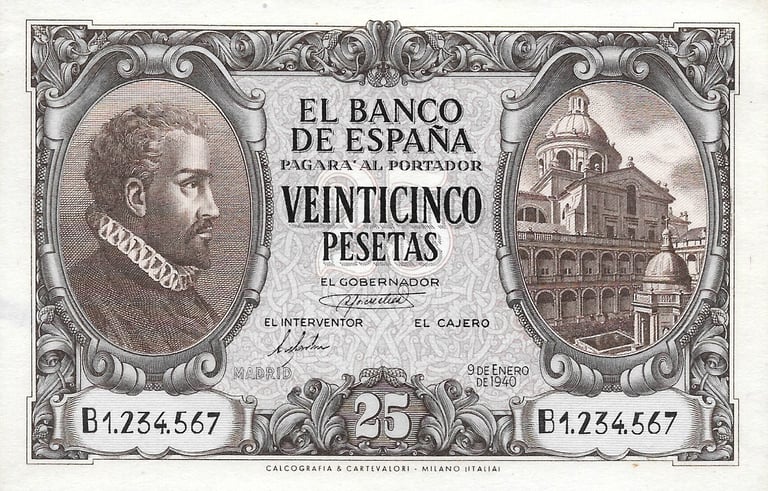 EL BANCO
DE ESPAÑA
PAGARA' AL PORTADOR
VEINTICINCO
PESETAS
EL GOBERNADOR
EL INTERVENTOR EL CAJERO
MADRID
9 DE ENERO
DE 1940
B1.234.567
25
B1.234.567
CALCOGRAFIA & CARTEVALORI - MILANO (ITALIA)